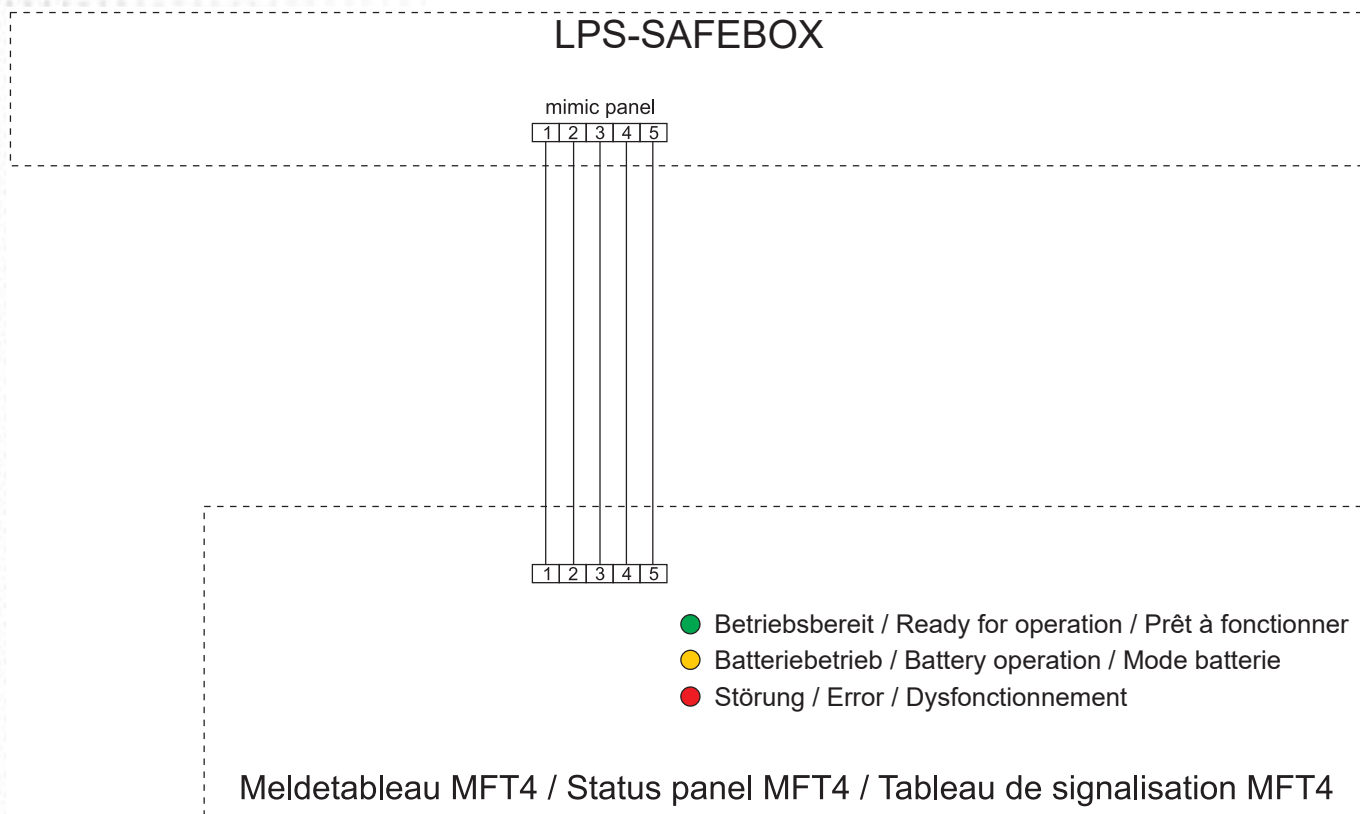 LPS-SAFEBOX
mimic panel
1 2 3 4 5
1 2 3 4 5
Betriebsbereit / Ready for operation / Prêt à fonctionner
Batteriebetrieb / Battery operation / Mode batterie
Störung / Error / Dysfonctionnement
Meldetableau MFT4 / Status panel MFT4 / Tableau de signalisation MFT4